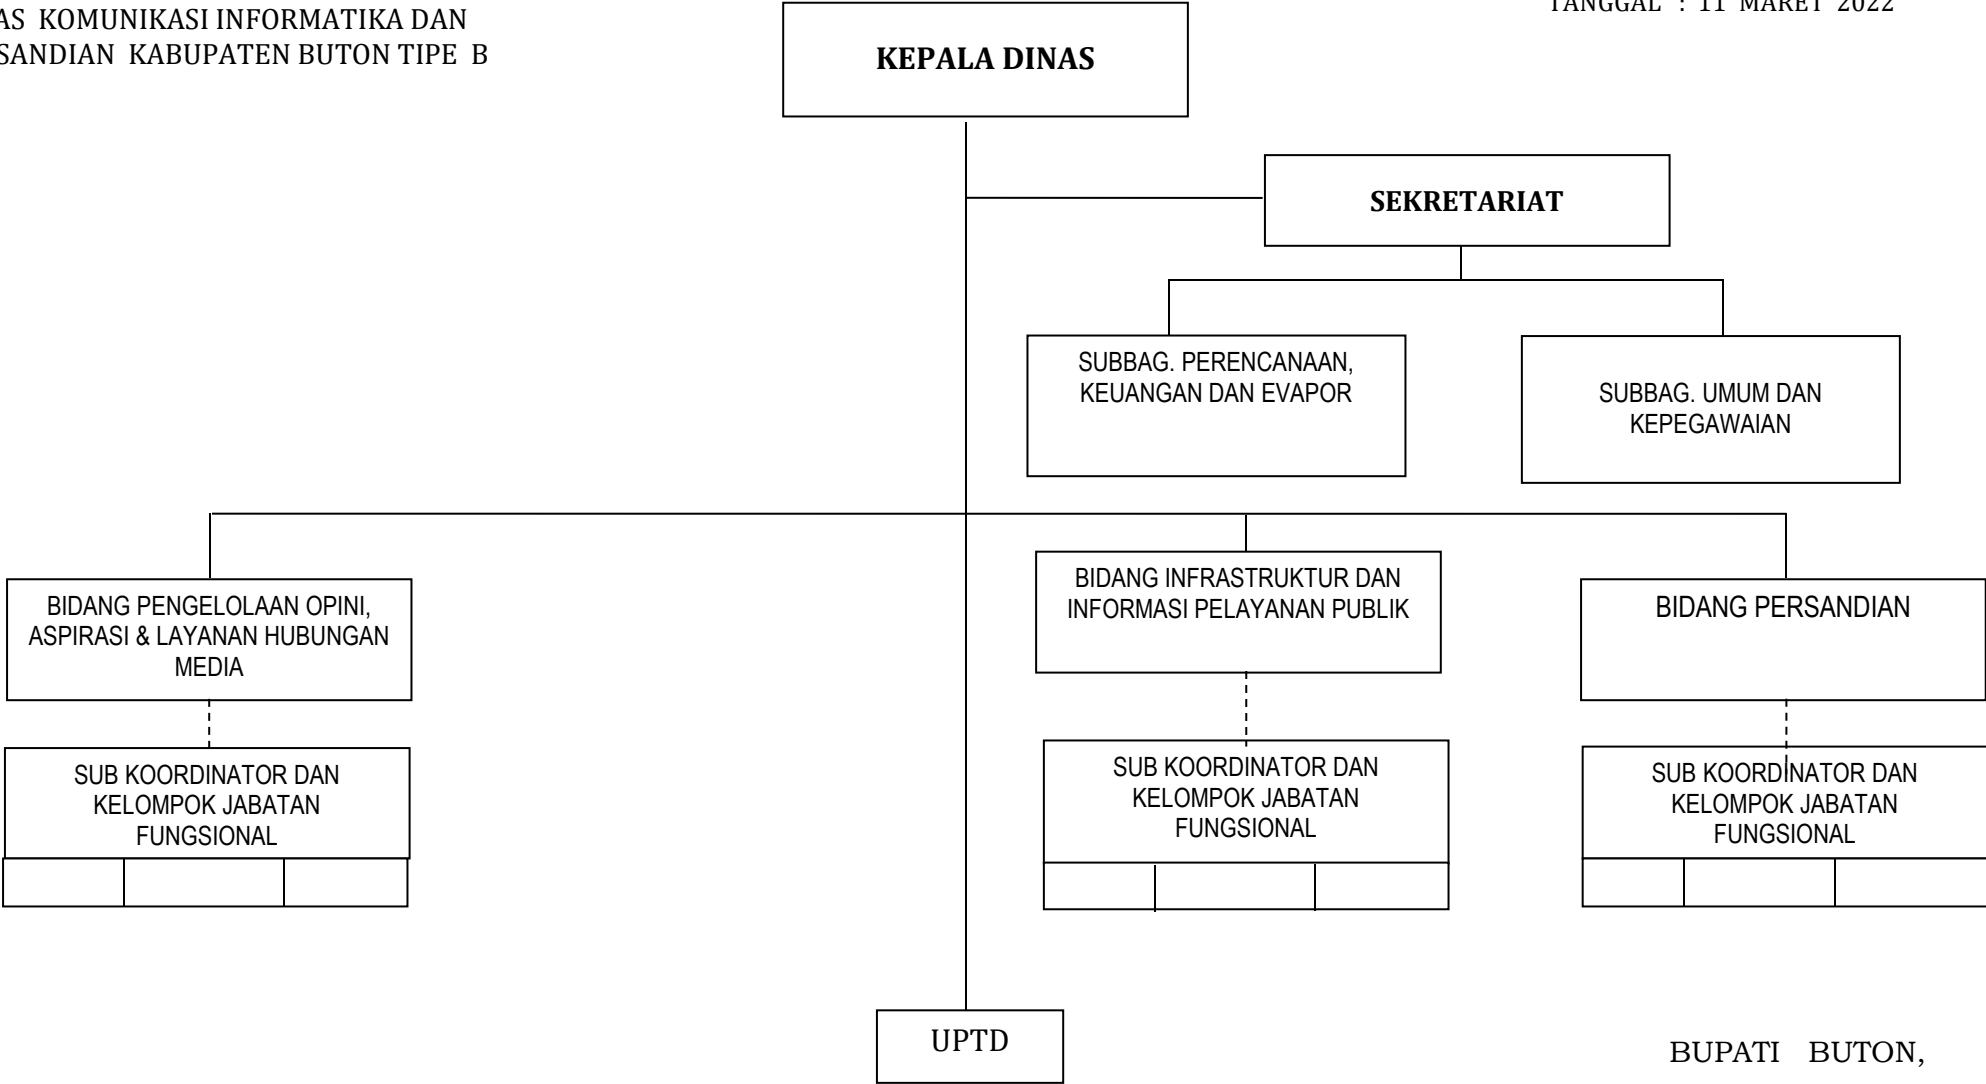 KOMUNIKASI INFORMATIKA DAN
KABUPATEN BUTON TIPE B
TANGGAL : 11 MARET 2022
KEPALA DINAS
SEKRETARIAT
SUBBAG. PERENCANAAN,
KEUANGAN DAN EVAPOR
SUBBAG. UMUM DAN
KEPEGAWAIAN
BIDANG PENGELOLAAN OPINI,
ASPIRASI & LAYANAN HUBUNGAN
MEDIA
BIDANG INFRASTRUKTUR DAN
INFORMASI PELAYANAN PUBLIK
BIDANG PERSANDIAN
SUB KOORDINATOR DAN
KELOMPOK JABATAN
FUNGSIONAL
SUB KOORDINATOR DAN
KELOMPOK JABATAN
FUNGSIONAL
SUB KOORDINATOR DAN
KELOMPOK JABATAN
FUNGSIONAL
UPTD
BUPATI BUTON,